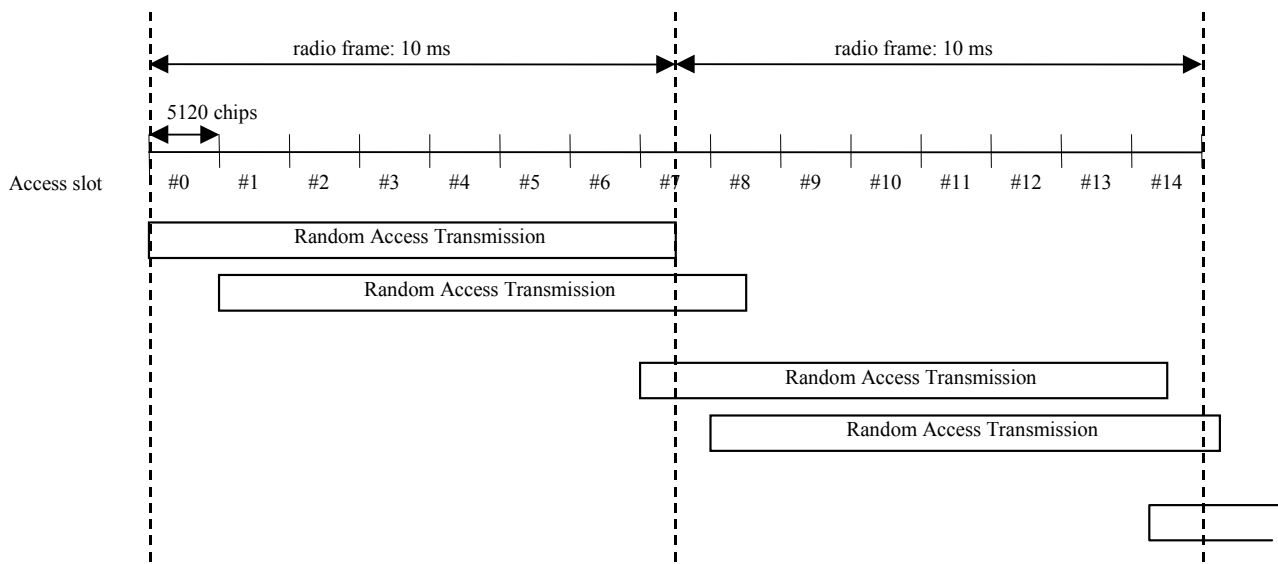 radio frame: 10 ms radio frame: 10 ms
5120 chips
Access slot #0 #1 #2 #3 #4 #5 #6 #7 #8 #9 #10 #11 #12 #13 #14
Random Access Transmission
Random Access Transmission
Random Access Transmission
Random Access Transmission